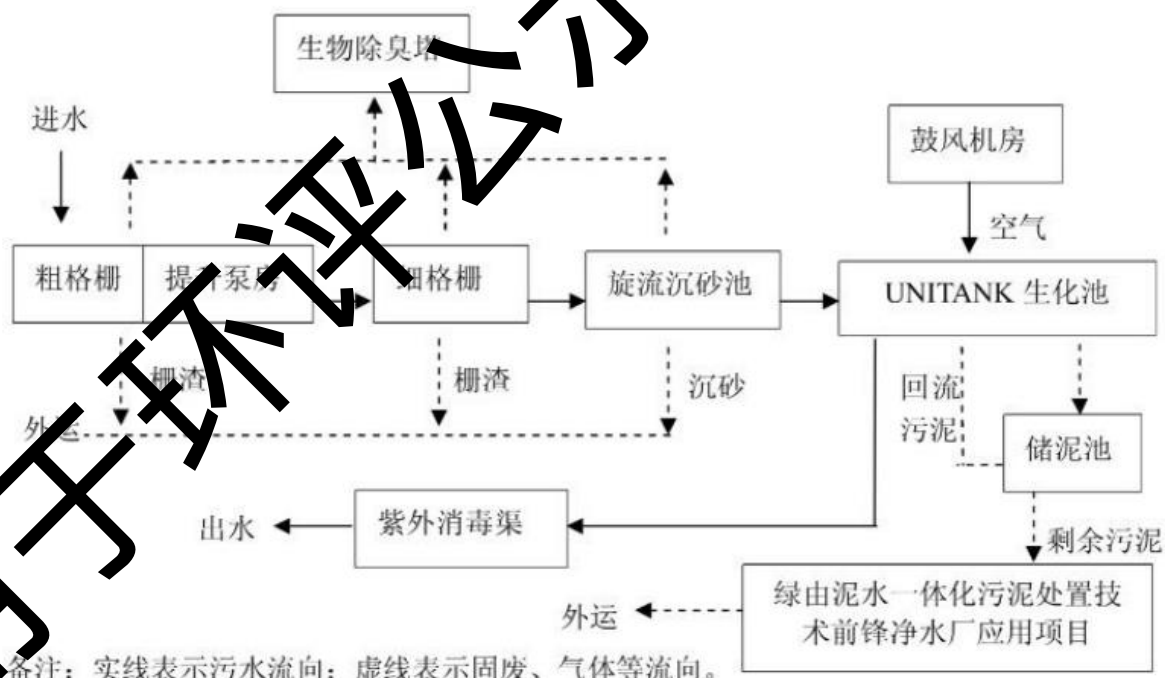 生物除臭塔
进水
鼓风机房
空气
粗格栅
提升泵房
细格栅
旋流沉砂池
UNITANK 生化池
栅渣
栅渣
沉砂
回流
污泥
外运
储泥池
出水
紫外消毒渠
剩余污泥
外运
绿由泥水一体化污泥处置技
术前锋净水厂应用项目
备注：实线表示污水流向；虚线表示固废、气体等流向。
于环评公示